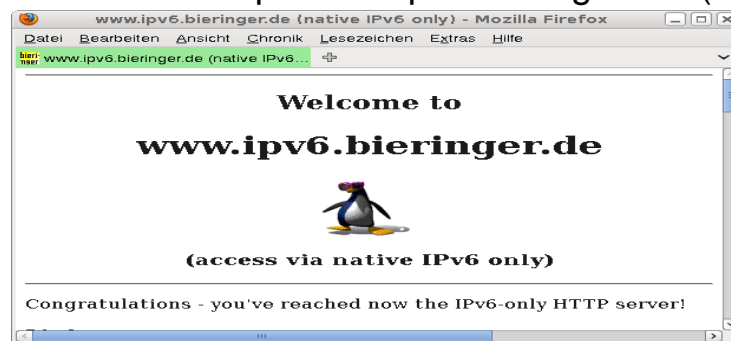 www.ipv6.bieringer.de (native IPv6 only) - Mozilla Firefox
Datei Bearbeiten Ansicht Chronik Lesezeichen Extras Hilfe
bieri-
nger www.ipv6.bieringer.de (native IPv6...
Welcome to
www.ipv6.bieringer.de
(access via native IPv6 only)
Congratulations - you've reached now the IPv6-only HTTP server!